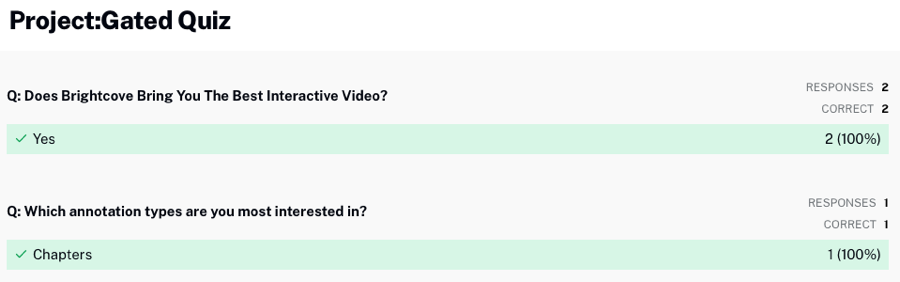 Project:Gated Quiz
Q: Does Brightcove Bring You The Best Interactive Video?
RESPONSES 2
CORRECT 2
Yes 2 (100%)
Q: Which annotation types are you most interested in?
RESPONSES 1
CORRECT 1
Chapters 1 (100%)